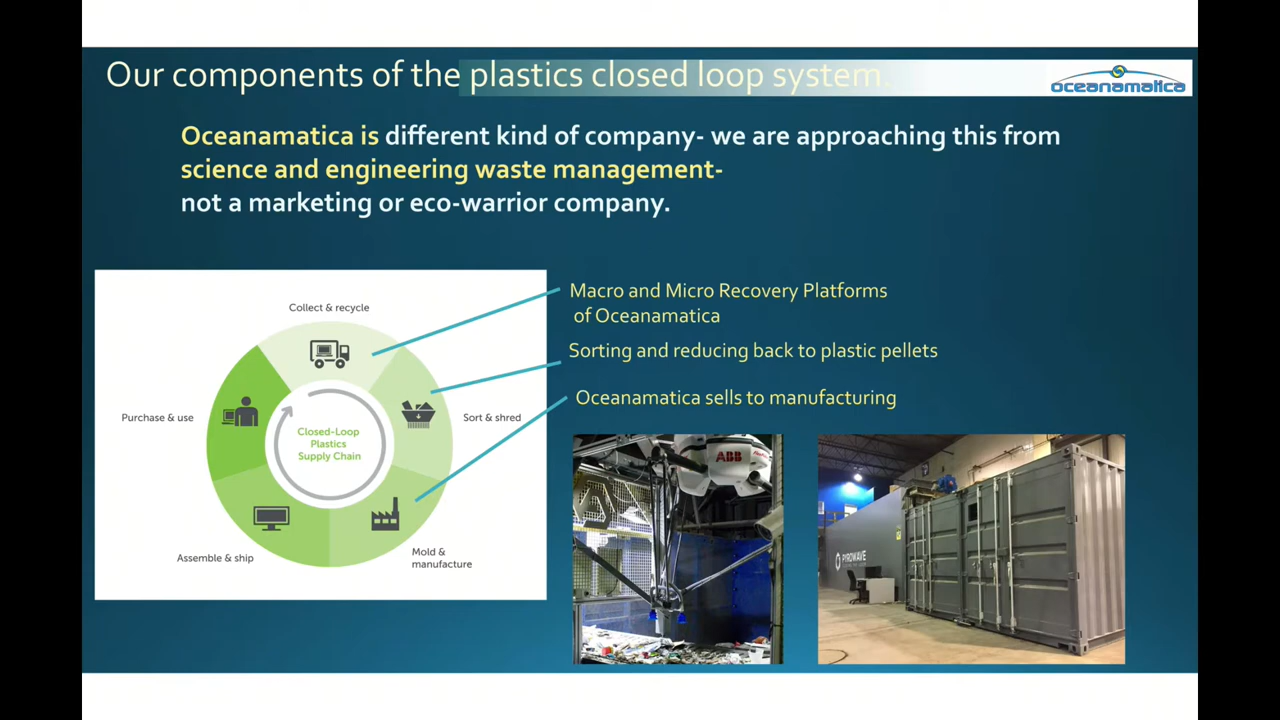 Our components of the plastics closed loop system.
oceanamatica
Oceanamatica is different kind of company- we are approaching this from
science and engineering waste management-
not a marketing or eco-warrior company.
Collect & recycle
Purchase & use
Sort & shred
Closed-Loop
Plastics
Supply Chain
Assemble & ship
Mold &
manufacture
Macro and Micro Recovery Platforms
of Oceanamatica
Sorting and reducing back to plastic pellets
Oceanamatica sells to manufacturing
ABB
PYROWAVE